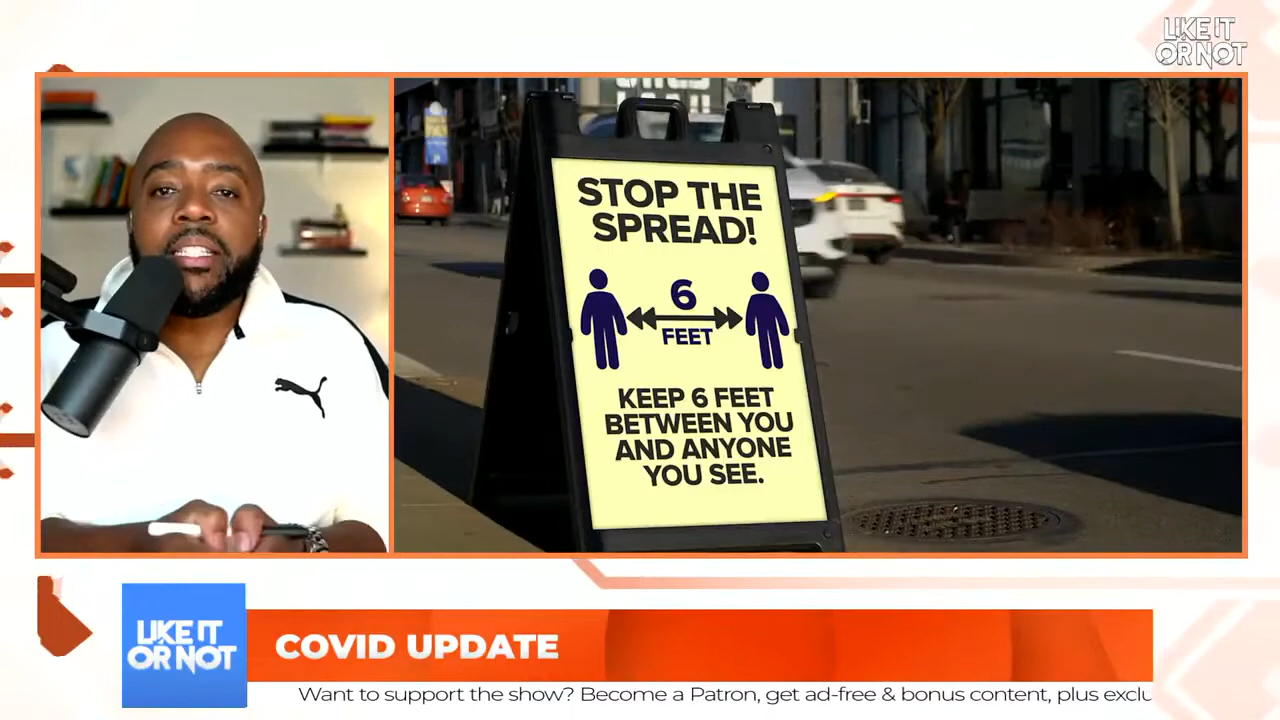 LIKE IT
OR NOT
STOP THE
SPREAD!
6
FEET
KEEP 6 FEET
BETWEEN YOU
AND ANYONE
YOU SEE.
LIKE IT
OR NOT
COVID UPDATE
Want to support the show? Become a Patron, get ad-free & bonus content, plus exclu